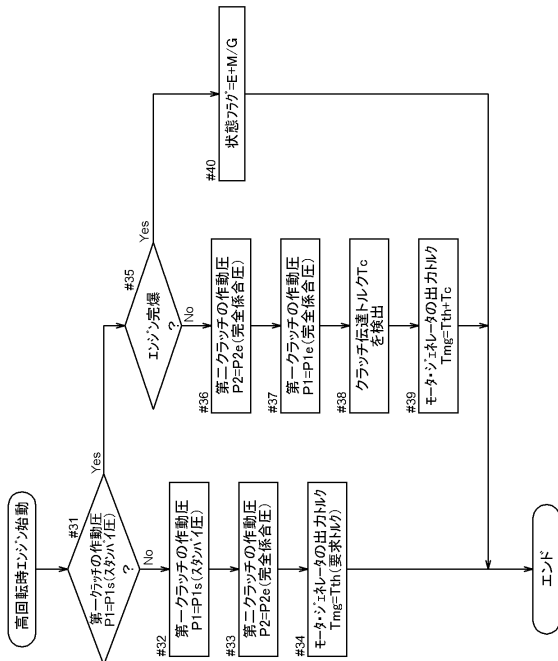 高回転時エンジン始動
#31
第一クラッチの作動圧
P1=P1s(スタンバイ圧)
?
Yes
No
#32
第一クラッチの作動圧
P1=P1s(スタンバイ圧)
#33
第二クラッチの作動圧
P2=P2e(完全係合圧)
#34
モータ・ジェネレータの出力トルク
Tmg=Tth(要求トルク)
#35
エンジン完爆
?
Yes
No
#36
第二クラッチの作動圧
P2=P2e(完全係合圧)
#37
第一クラッチの作動圧
P1=P1e(完全係合圧)
#38
クラッチ伝達トルクTc
を検出
#39
モータ・ジェネレータの出力トルク
Tmg=Tth+Tc
#40
状態フラグ=E+M/G
エンド